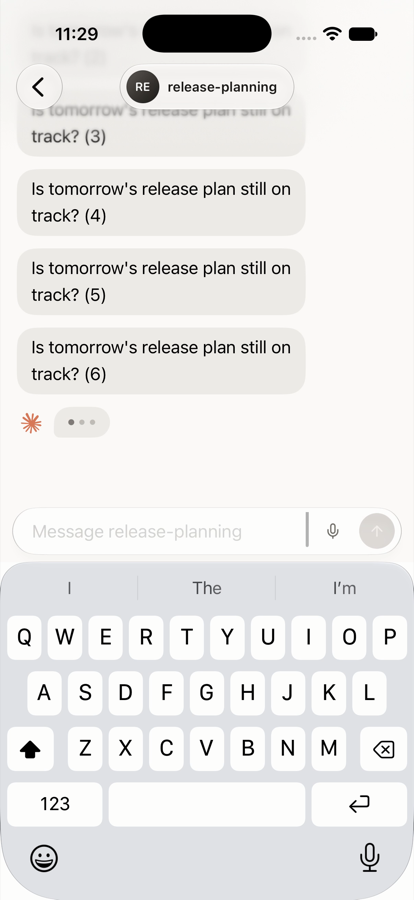 11:29
RE release-planning
Is tomorrow's release plan still on
track? (3)
Is tomorrow's release plan still on
track? (4)
Is tomorrow's release plan still on
track? (5)
Is tomorrow's release plan still on
track? (6)
Message release-planning
I The I'm
Q W E R T Y U I O P
A S D F G H J K L
Z X C V B N M
123